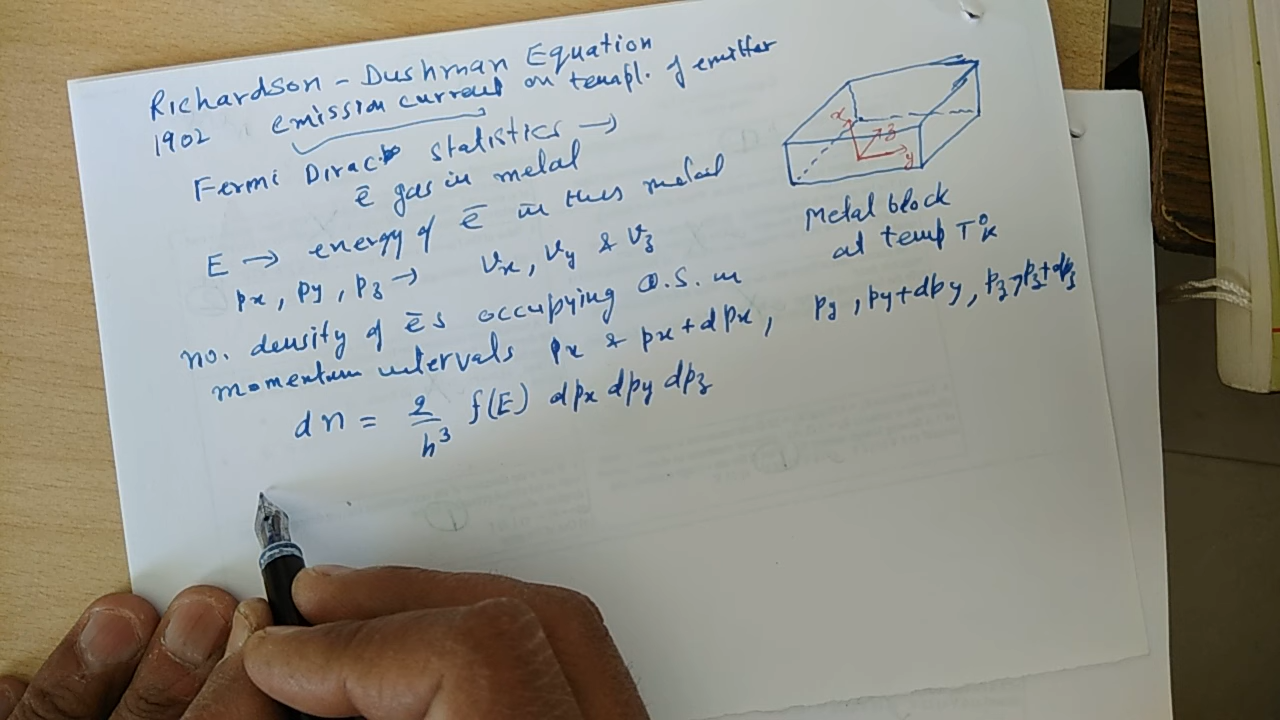 Richardson - Dushman Equation
1902 emission current on templ. of emitter
Fermi Dirac statistics →
ē gas in metal
E → energy of ē in this metal
px, py, pz → vx, vy & vz
no. density of ēs occupying Q.S. in
momentum intervals px & px+dpx, py, py+dpy, pz, pz+dpz
dn = 2/h³ f(E) dpx dpy dpz
x
z
y
Metal block
at temp T°K